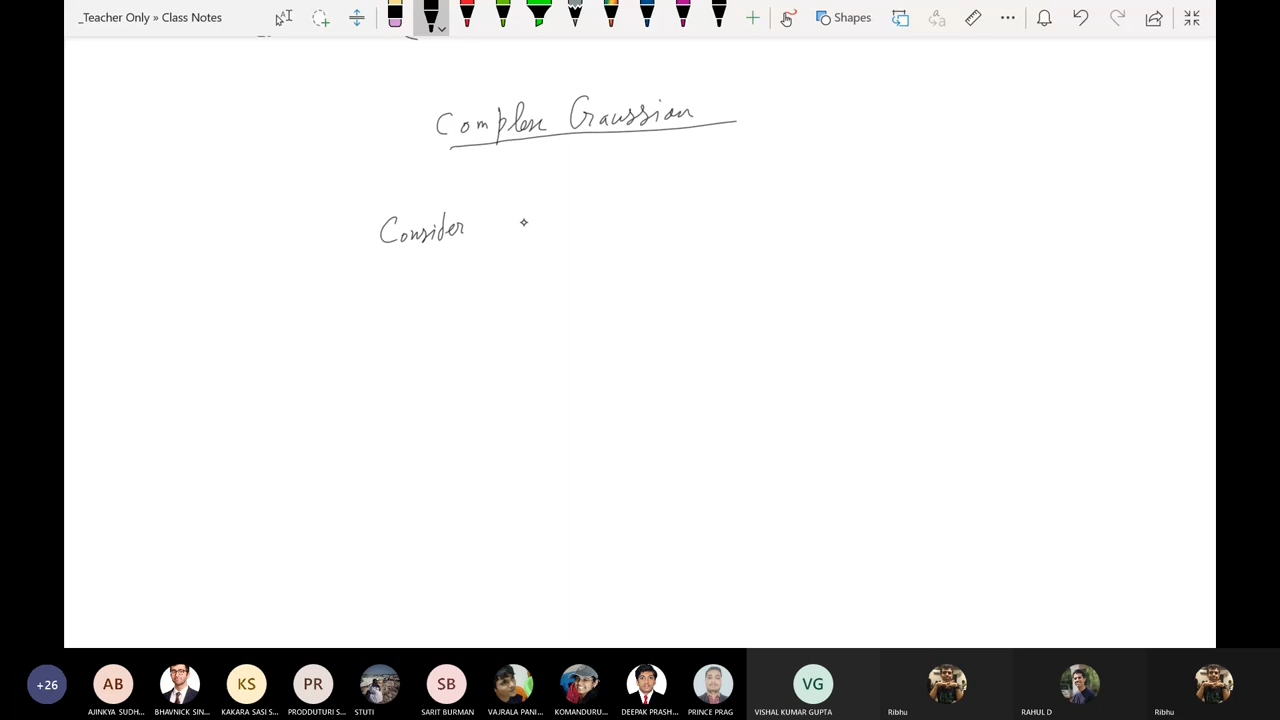 _Teacher Only » Class Notes
Shapes
Complex Gaussian
Consider
+26
AB
KS
PR
SB
VG
AJINKYA SUDH...
BHAVNICK SIN...
KAKARA SASI S...
PRODDUTURI S...
STUTI
SARIT BURMAN
VAJRALA PANI...
KOMANDURU...
DEEPAK PRASH...
PRINCE PRAG
VISHAL KUMAR GUPTA
Ribhu
RAHUL D
Ribhu